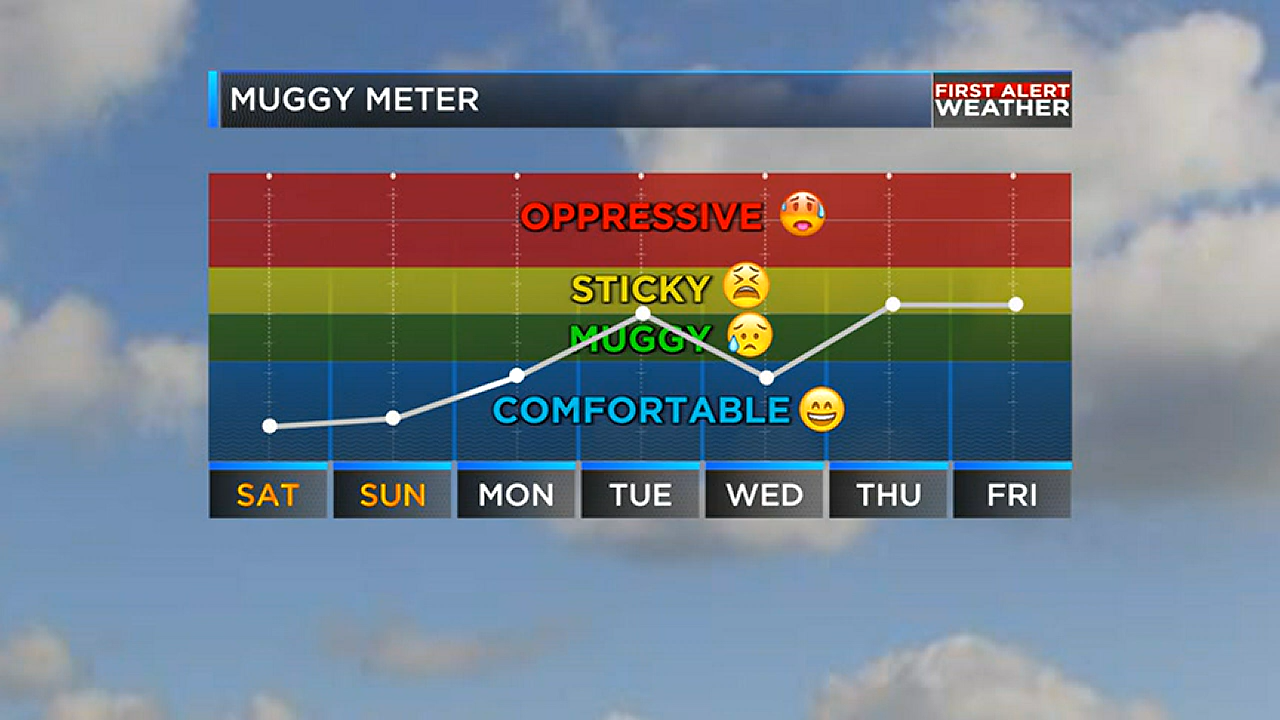 MUGGY METER
FIRST ALERT
WEATHER
OPPRESSIVE
STICKY
MUGGY
COMFORTABLE
SAT SUN MON TUE WED THU FRI